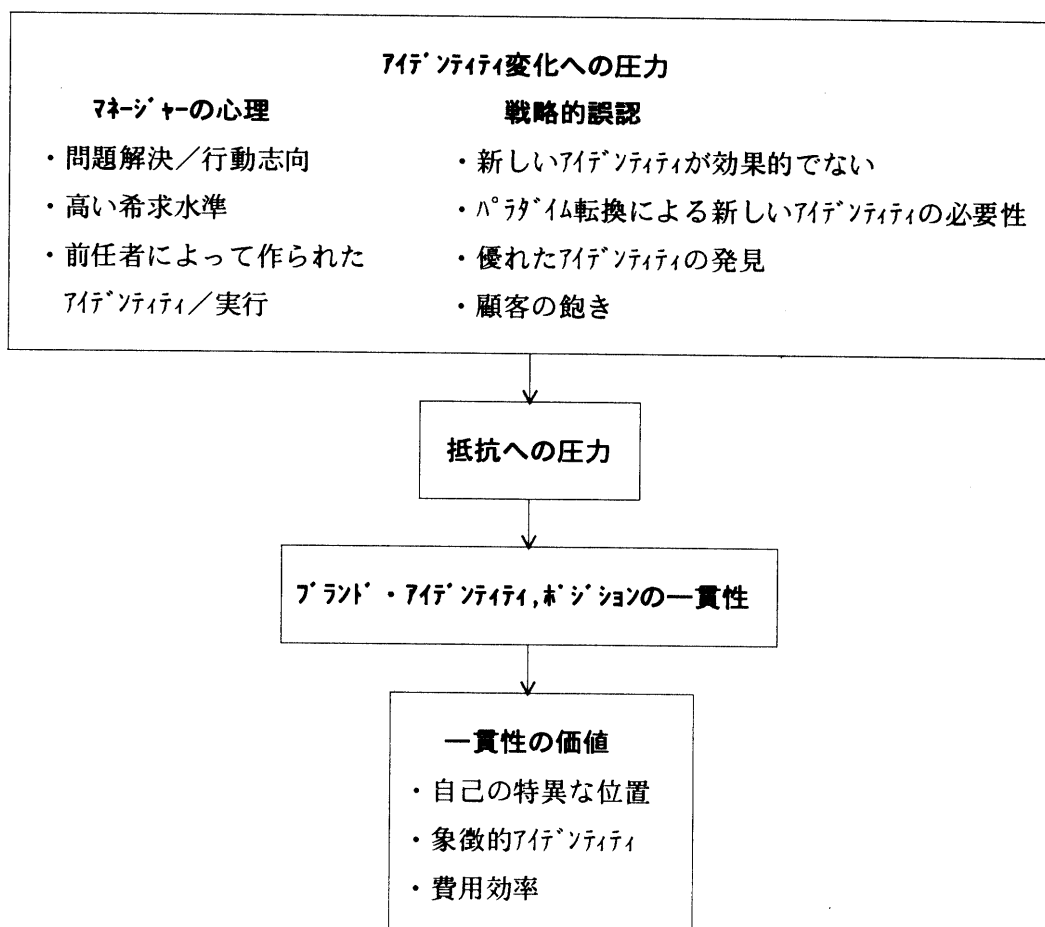 ｱｲﾃﾞﾝﾃｨﾃｨ変化への圧力
ﾏﾈｰｼﾞｬｰの心理
・問題解決／行動志向
・高い希求水準
・前任者によって作られた
ｱｲﾃﾞﾝﾃｨﾃｨ／実行
戦略的誤認
・新しいｱｲﾃﾞﾝﾃｨﾃｨが効果的でない
・ﾊﾟﾗﾀﾞｲﾑ転換による新しいｱｲﾃﾞﾝﾃｨﾃｨの必要性
・優れたｱｲﾃﾞﾝﾃｨﾃｨの発見
・顧客の飽き
抵抗への圧力
ﾌﾞﾗﾝﾄﾞ・ｱｲﾃﾞﾝﾃｨﾃｨ,ﾎﾟｼﾞｼｮﾝの一貫性
一貫性の価値
・自己の特異な位置
・象徴的ｱｲﾃﾞﾝﾃｨﾃｨ
・費用効率